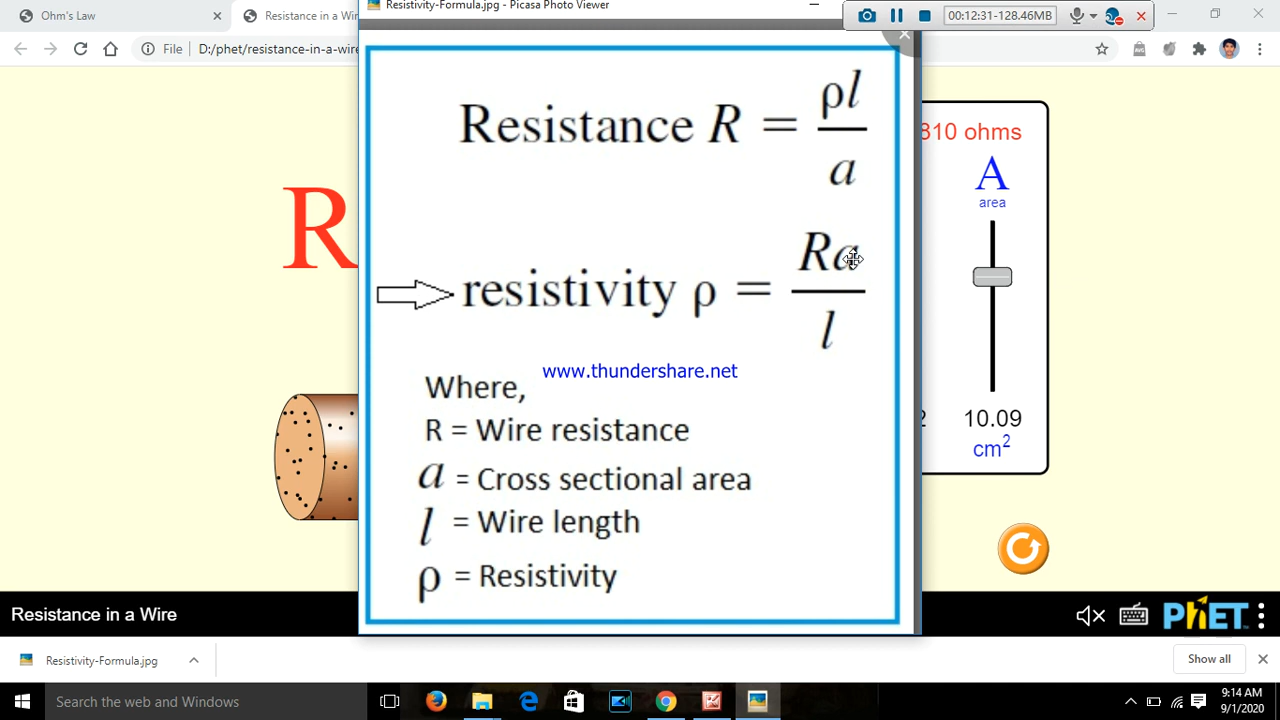 Ohm's Law
Resistance in a Wi
Resistivity-Formula.jpg - Picasa Photo Viewer
00:12:31-128.46MB
File D:/phet/resistance-in-a-wire
AVG
Resistance R = ρl / a
810 ohms
A
area
R
resistivity ρ = Ra / l
www.thundershare.net
Where,
R = Wire resistance
a = Cross sectional area
l = Wire length
ρ = Resistivity
2
10.09
cm²
Resistance in a Wire
PhET
Resistivity-Formula.jpg
Show all
Search the web and Windows
9:14 AM
9/1/2020